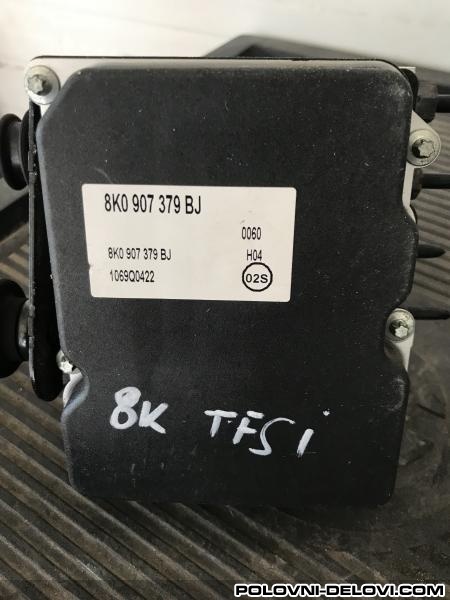 8K0 907 379 BJ
0060
8K0 907 379 BJ
H04
1069Q0422
02S
8K TFSi
POLOVNI-DELOVI.COM